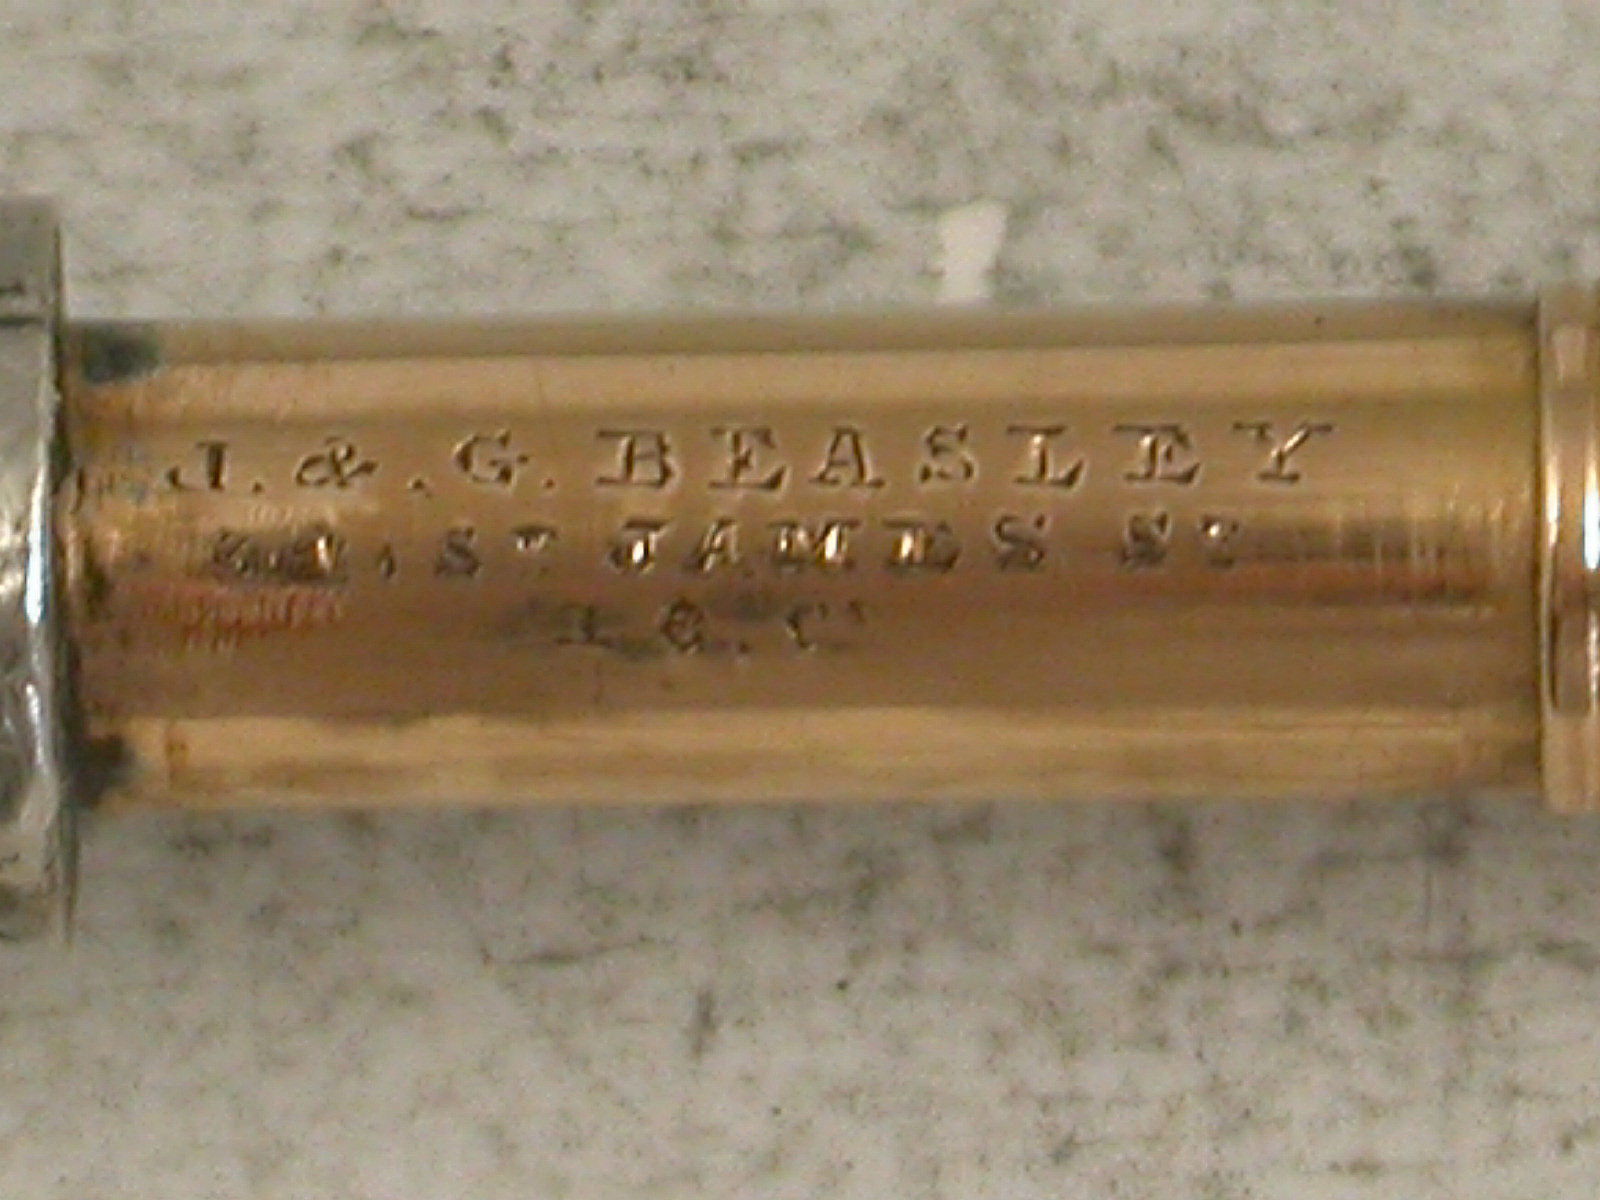 J. & . G. BEASLEY
ST JAMES ST